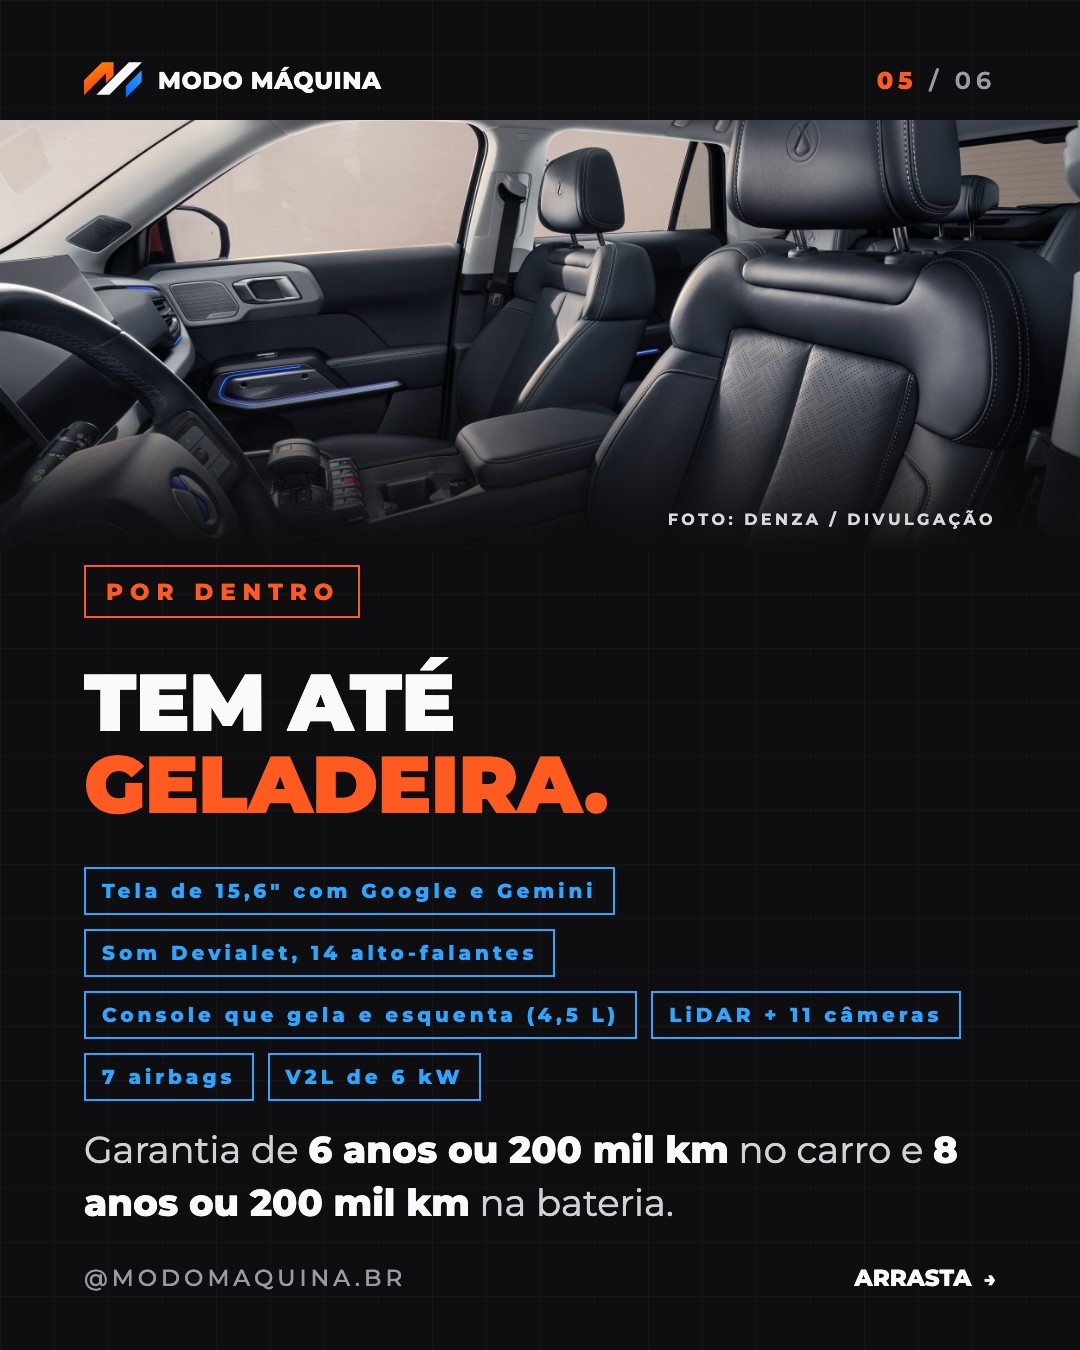 MODO MÁQUINA
05 / 06
FOTO: DENZA / DIVULGAÇÃO
POR DENTRO
TEM ATÉ
GELADEIRA.
Tela de 15,6" com Google e Gemini
Som Devialet, 14 alto-falantes
Console que gela e esquenta (4,5 L)
LiDAR + 11 câmeras
7 airbags
V2L de 6 kW
Garantia de 6 anos ou 200 mil km no carro e 8
anos ou 200 mil km na bateria.
@MODOMAQUINA.BR
ARRASTA →